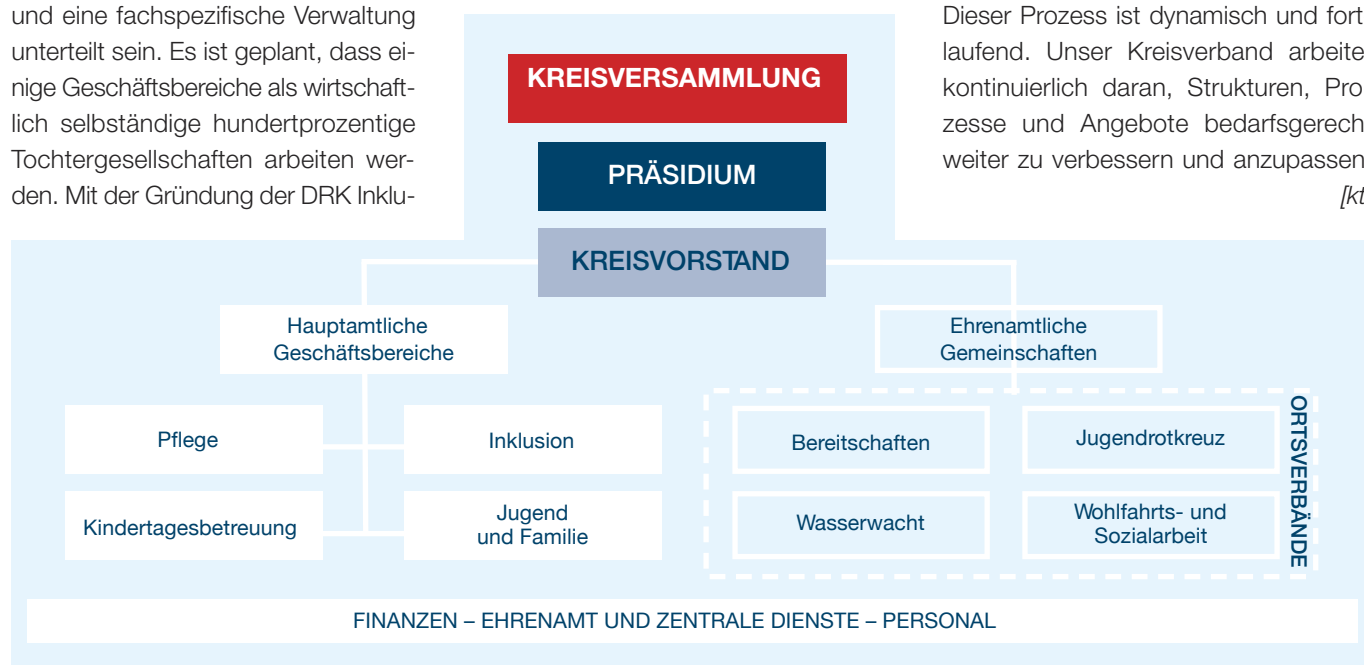 und eine fachspezifische Verwaltung
unterteilt sein. Es ist geplant, dass ei-
nige Geschäftsbereiche als wirtschaft-
lich selbständige hundertprozentige
Tochtergesellschaften arbeiten wer-
den. Mit der Gründung der DRK Inklu-
Dieser Prozess ist dynamisch und fort
laufend. Unser Kreisverband arbeite
kontinuierlich daran, Strukturen, Pro
zesse und Angebote bedarfsgerech
weiter zu verbessern und anzupassen
[kt
KREISVERSAMMLUNG
PRÄSIDIUM
KREISVORSTAND
Hauptamtliche
Geschäftsbereiche
Pflege
Inklusion
Kindertagesbetreuung
Jugend
und Familie
Ehrenamtliche
Gemeinschaften
Bereitschaften
Jugendrotkreuz
Wasserwacht
Wohlfahrts- und
Sozialarbeit
ORTSVERBÄNDE
FINANZEN – EHRENAMT UND ZENTRALE DIENSTE – PERSONAL